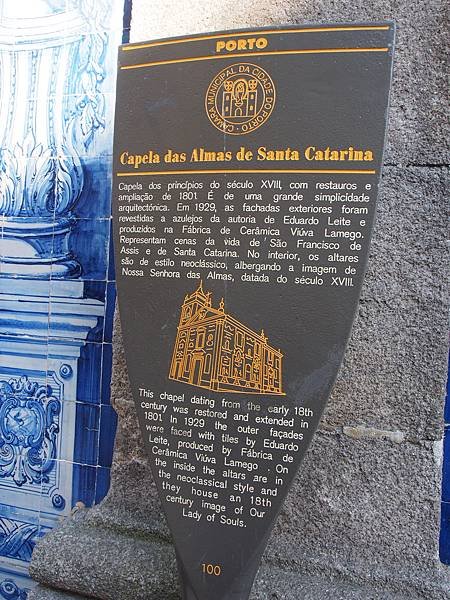 PORTO
CAMARA MUNICIPAL DA CIDADE DO PORTO
Capela das Almas de Santa Catarina
Capela dos princípios do século XVIII, com restauros e
ampliação de 1801. É de uma grande simplicidade
arquitectónica. Em 1929, as fachadas exteriores foram
revestidas a azulejos da autoria de Eduardo Leite e
produzidos na Fábrica de Cerâmica Viúva Lamego.
Representam cenas da vida de São Francisco de
Assis e de Santa Catarina. No interior, os altares
são de estilo neoclássico, albergando a imagem de
Nossa Senhora das Almas, datada do século XVIII.
This chapel dating from the early 18th
century was restored and extended in
1801. In 1929 the outer façades
were faced with tiles by Eduardo
Leite, produced by Fábrica de
Cerâmica Viúva Lamego . On
the inside the altars are in
the neoclassical style and
they house an 18th
century image of Our
Lady of Souls.
100